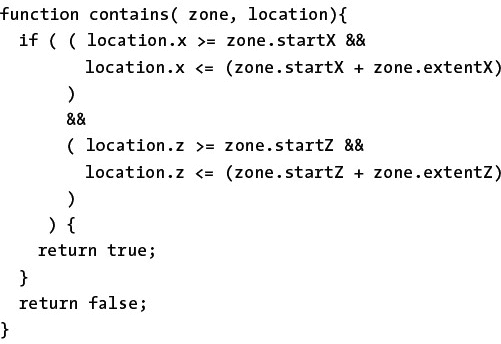 function contains( zone, location){
  if ( ( location.x >= zone.startX &&
         location.x <= (zone.startX + zone.extentX)
       )
       &&
       ( location.z >= zone.startZ &&
         location.z <= (zone.startZ + zone.extentZ)
       )
     ) {
    return true;
  }
  return false;
}